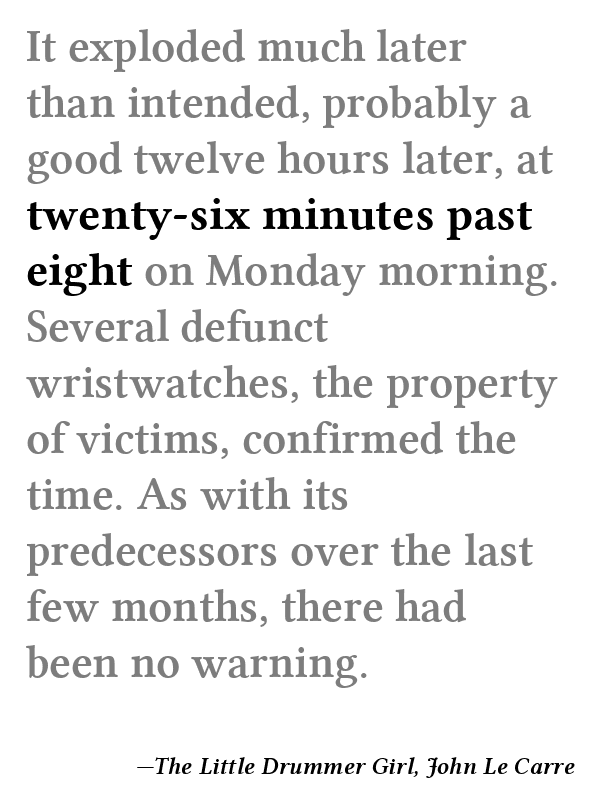 It exploded much later
than intended, probably a
good twelve hours later, at
twenty-six minutes past
eight on Monday morning.
Several defunct
wristwatches, the property
of victims, confirmed the
time. As with its
predecessors over the last
few months, there had
been no warning.
—The Little Drummer Girl, John Le Carre